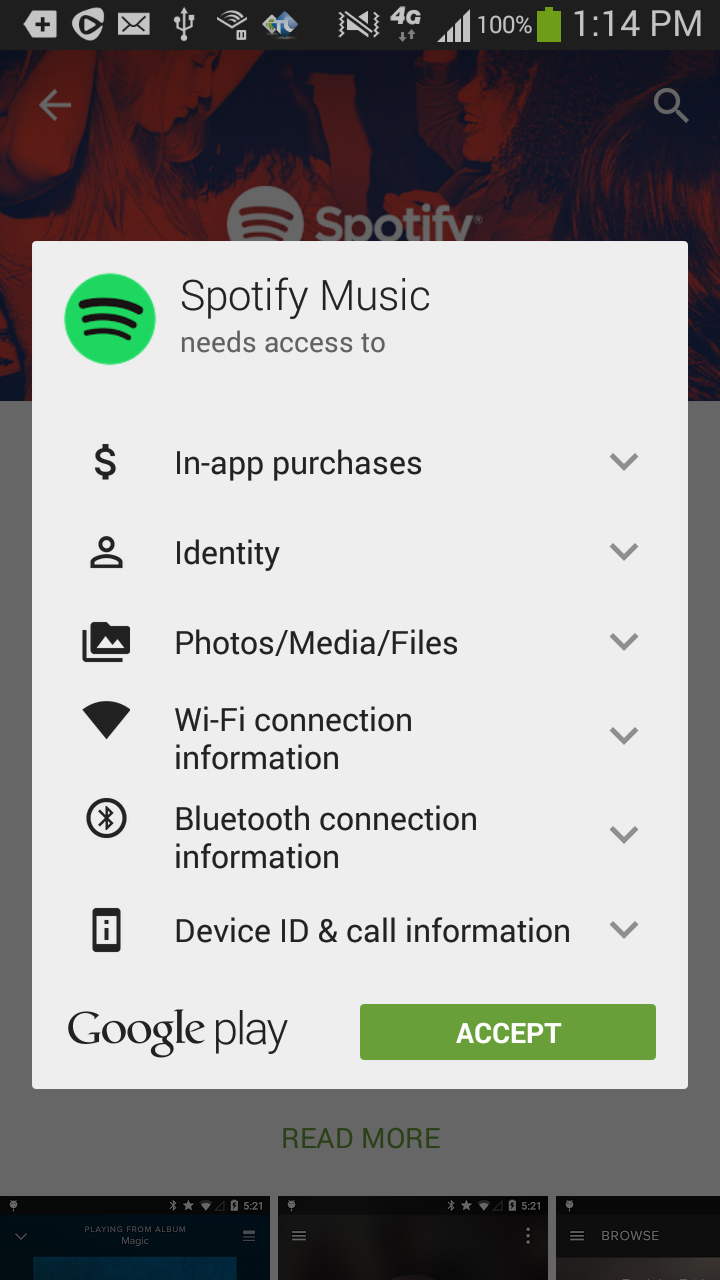 4G 100% 1:14 PM
Spotify®
Spotify Music
needs access to
$ In-app purchases
Identity
Photos/Media/Files
Wi-Fi connection
information
Bluetooth connection
information
Device ID & call information
Google play
ACCEPT
READ MORE
5:21
5:21
PLAYING FROM ALBUM
Magic
BROWSE